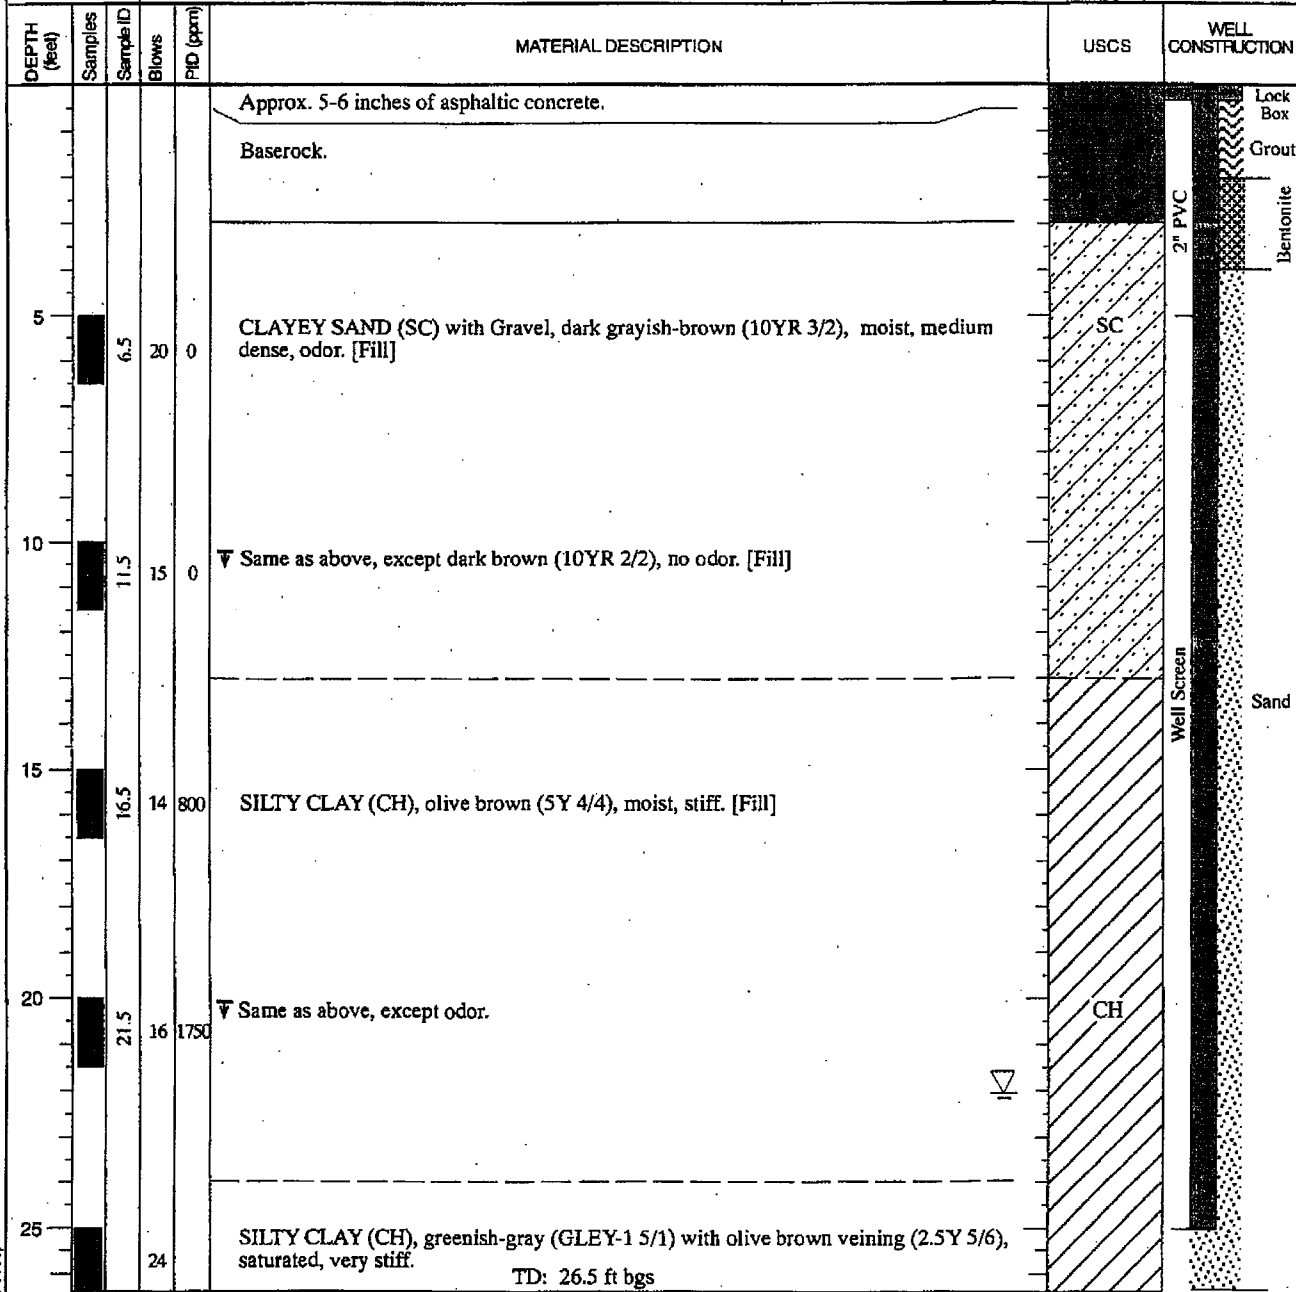 DEPTH (feet)
Samples
Sample ID
Blows
PID (ppm)
MATERIAL DESCRIPTION
USCS
WELL CONSTRUCTION
Approx. 5-6 inches of asphaltic concrete.
Lock Box
Baserock.
Grout
2" PVC
Bentonite
5
6.5
20
0
CLAYEY SAND (SC) with Gravel, dark grayish-brown (10YR 3/2), moist, medium
dense, odor. [Fill]
SC
10
11.5
15
0
Same as above, except dark brown (10YR 2/2), no odor. [Fill]
Well Screen
Sand
15
16.5
14
800
SILTY CLAY (CH), olive brown (5Y 4/4), moist, stiff. [Fill]
20
21.5
16
1750
Same as above, except odor.
CH
25
24
SILTY CLAY (CH), greenish-gray (GLEY-1 5/1) with olive brown veining (2.5Y 5/6),
saturated, very stiff.
TD: 26.5 ft bgs